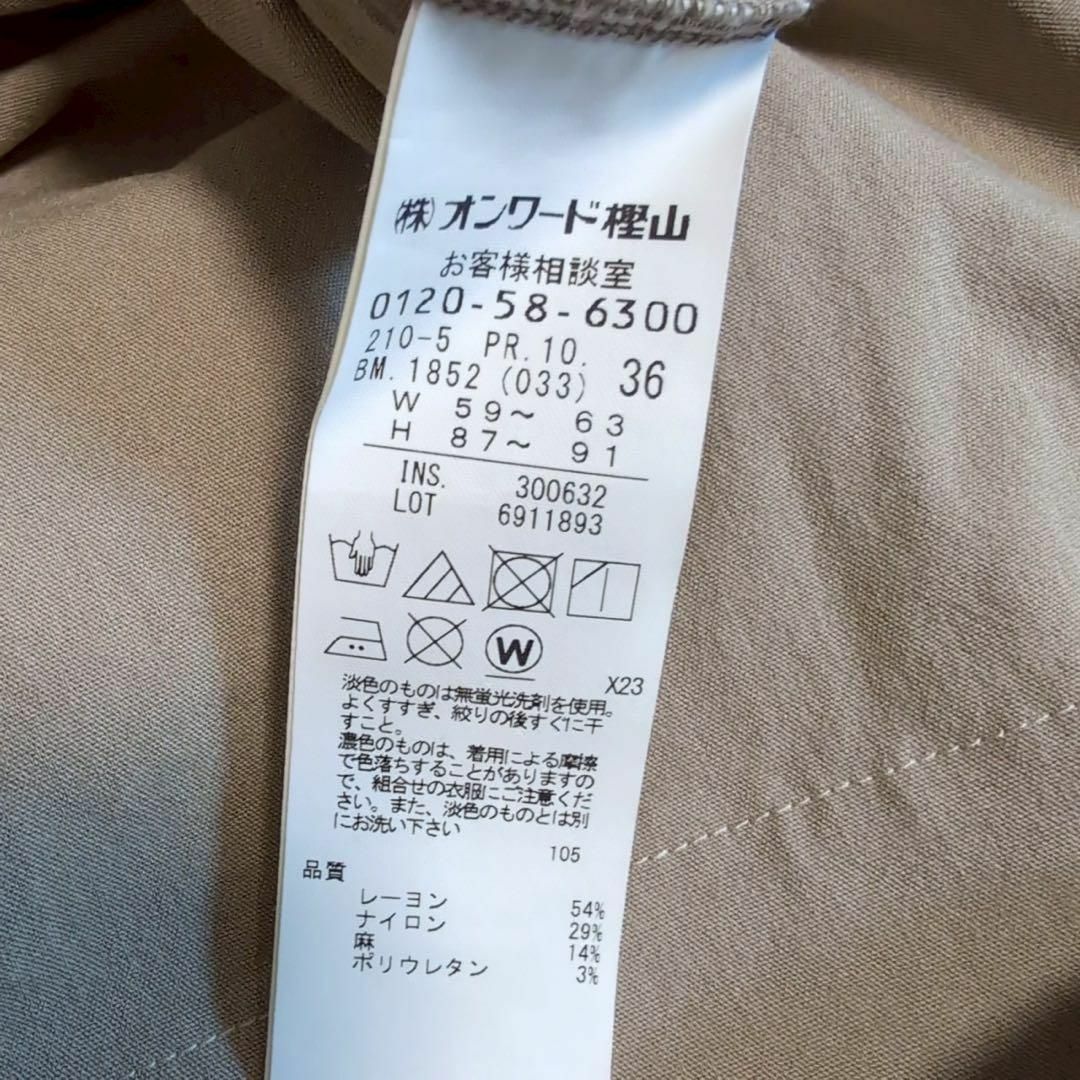 (株)オンワード樫山
お客様相談室
0120-58-6300
210-5 PR.10. 36
BM.1852 (033)
W 59～ 63
H 87～ 91
INS. 300632
LOT 6911893
W
X23
淡色のものは無蛍光洗剤を使用。
よくすすぎ、絞りの後すぐに干
すこと。
濃色のものは、着用による摩擦
で色落ちすることがありますの
で、組合せの衣服にご注意くだ
さい。また、淡色のものとは別
にお洗い下さい
105
品質
レーヨン 54%
ナイロン 29%
麻 14%
ポリウレタン 3%